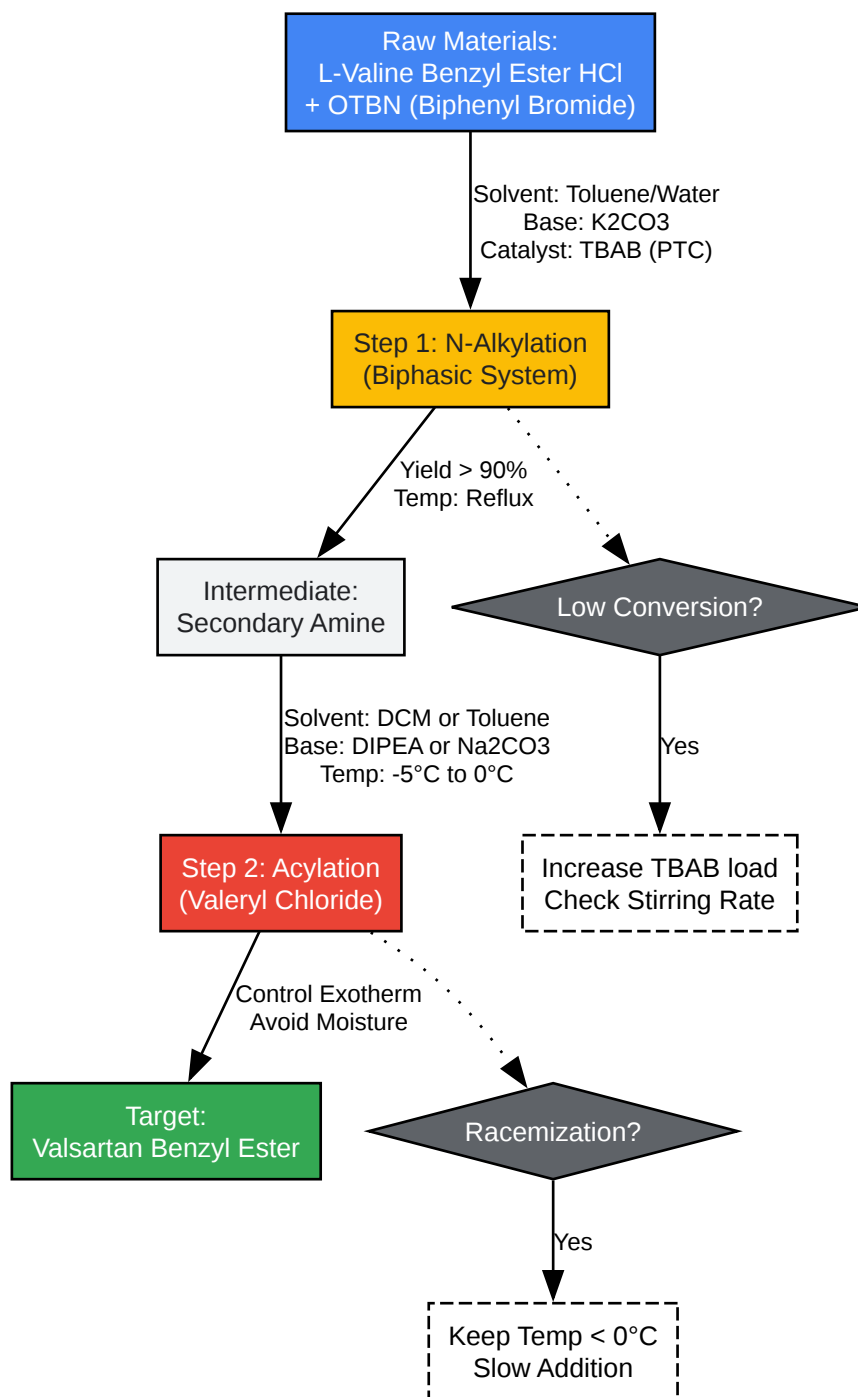 Raw Materials:
L-Valine Benzyl Ester HCl
+ OTBN (Biphenyl Bromide)
Solvent: Toluene/Water
Base: K2CO3
Catalyst: TBAB (PTC)
Step 1: N-Alkylation
(Biphasic System)
Yield > 90%
Temp: Reflux
Intermediate:
Secondary Amine
Low Conversion?
Solvent: DCM or Toluene
Base: DIPEA or Na2CO3
Temp: -5°C to 0°C
Yes
Step 2: Acylation
(Valeryl Chloride)
Increase TBAB load
Check Stirring Rate
Control Exotherm
Avoid Moisture
Target:
Valsartan Benzyl Ester
Racemization?
Yes
Keep Temp < 0°C
Slow Addition